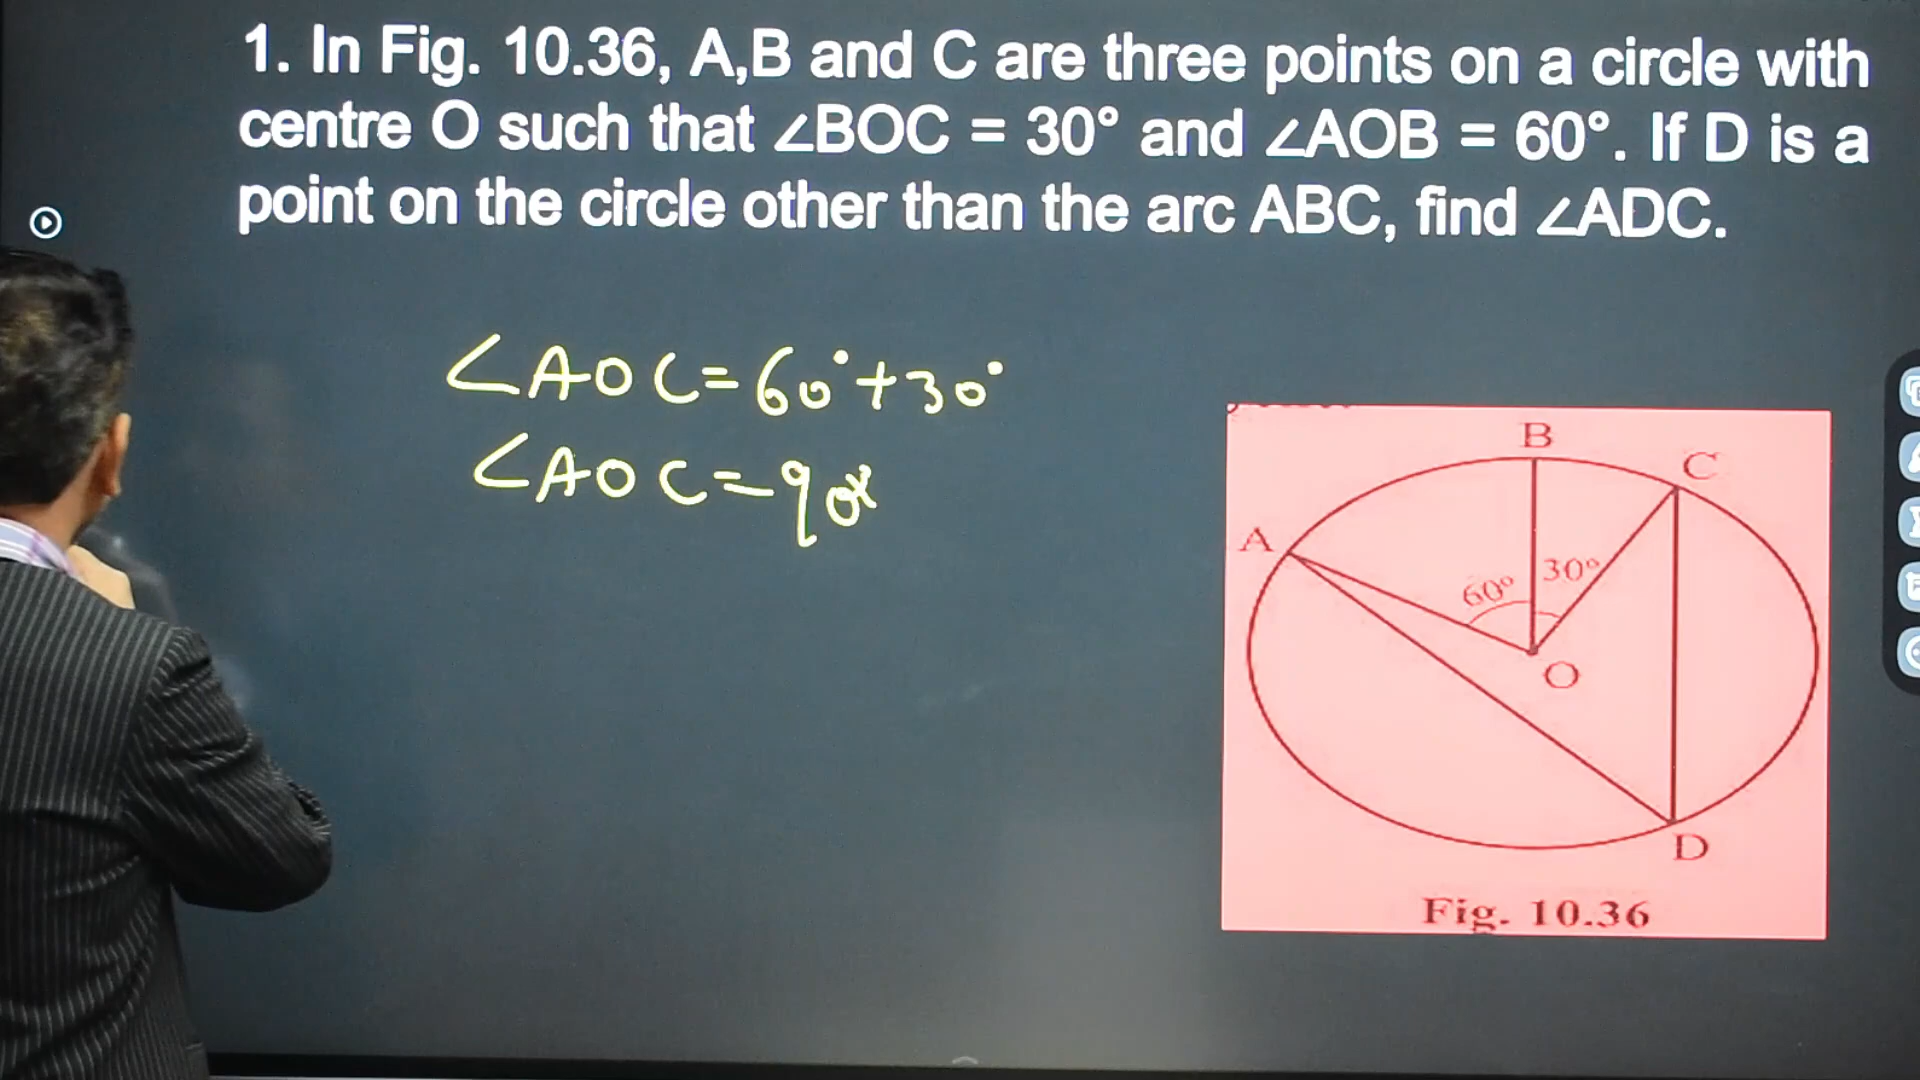 1. In Fig. 10.36, A,B and C are three points on a circle with
centre O such that ∠BOC = 30° and ∠AOB = 60°. If D is a
point on the circle other than the arc ABC, find ∠ADC.
∠AOC=60°+30°
∠AOC=90°
B
C
A
60°
30°
O
D
Fig. 10.36